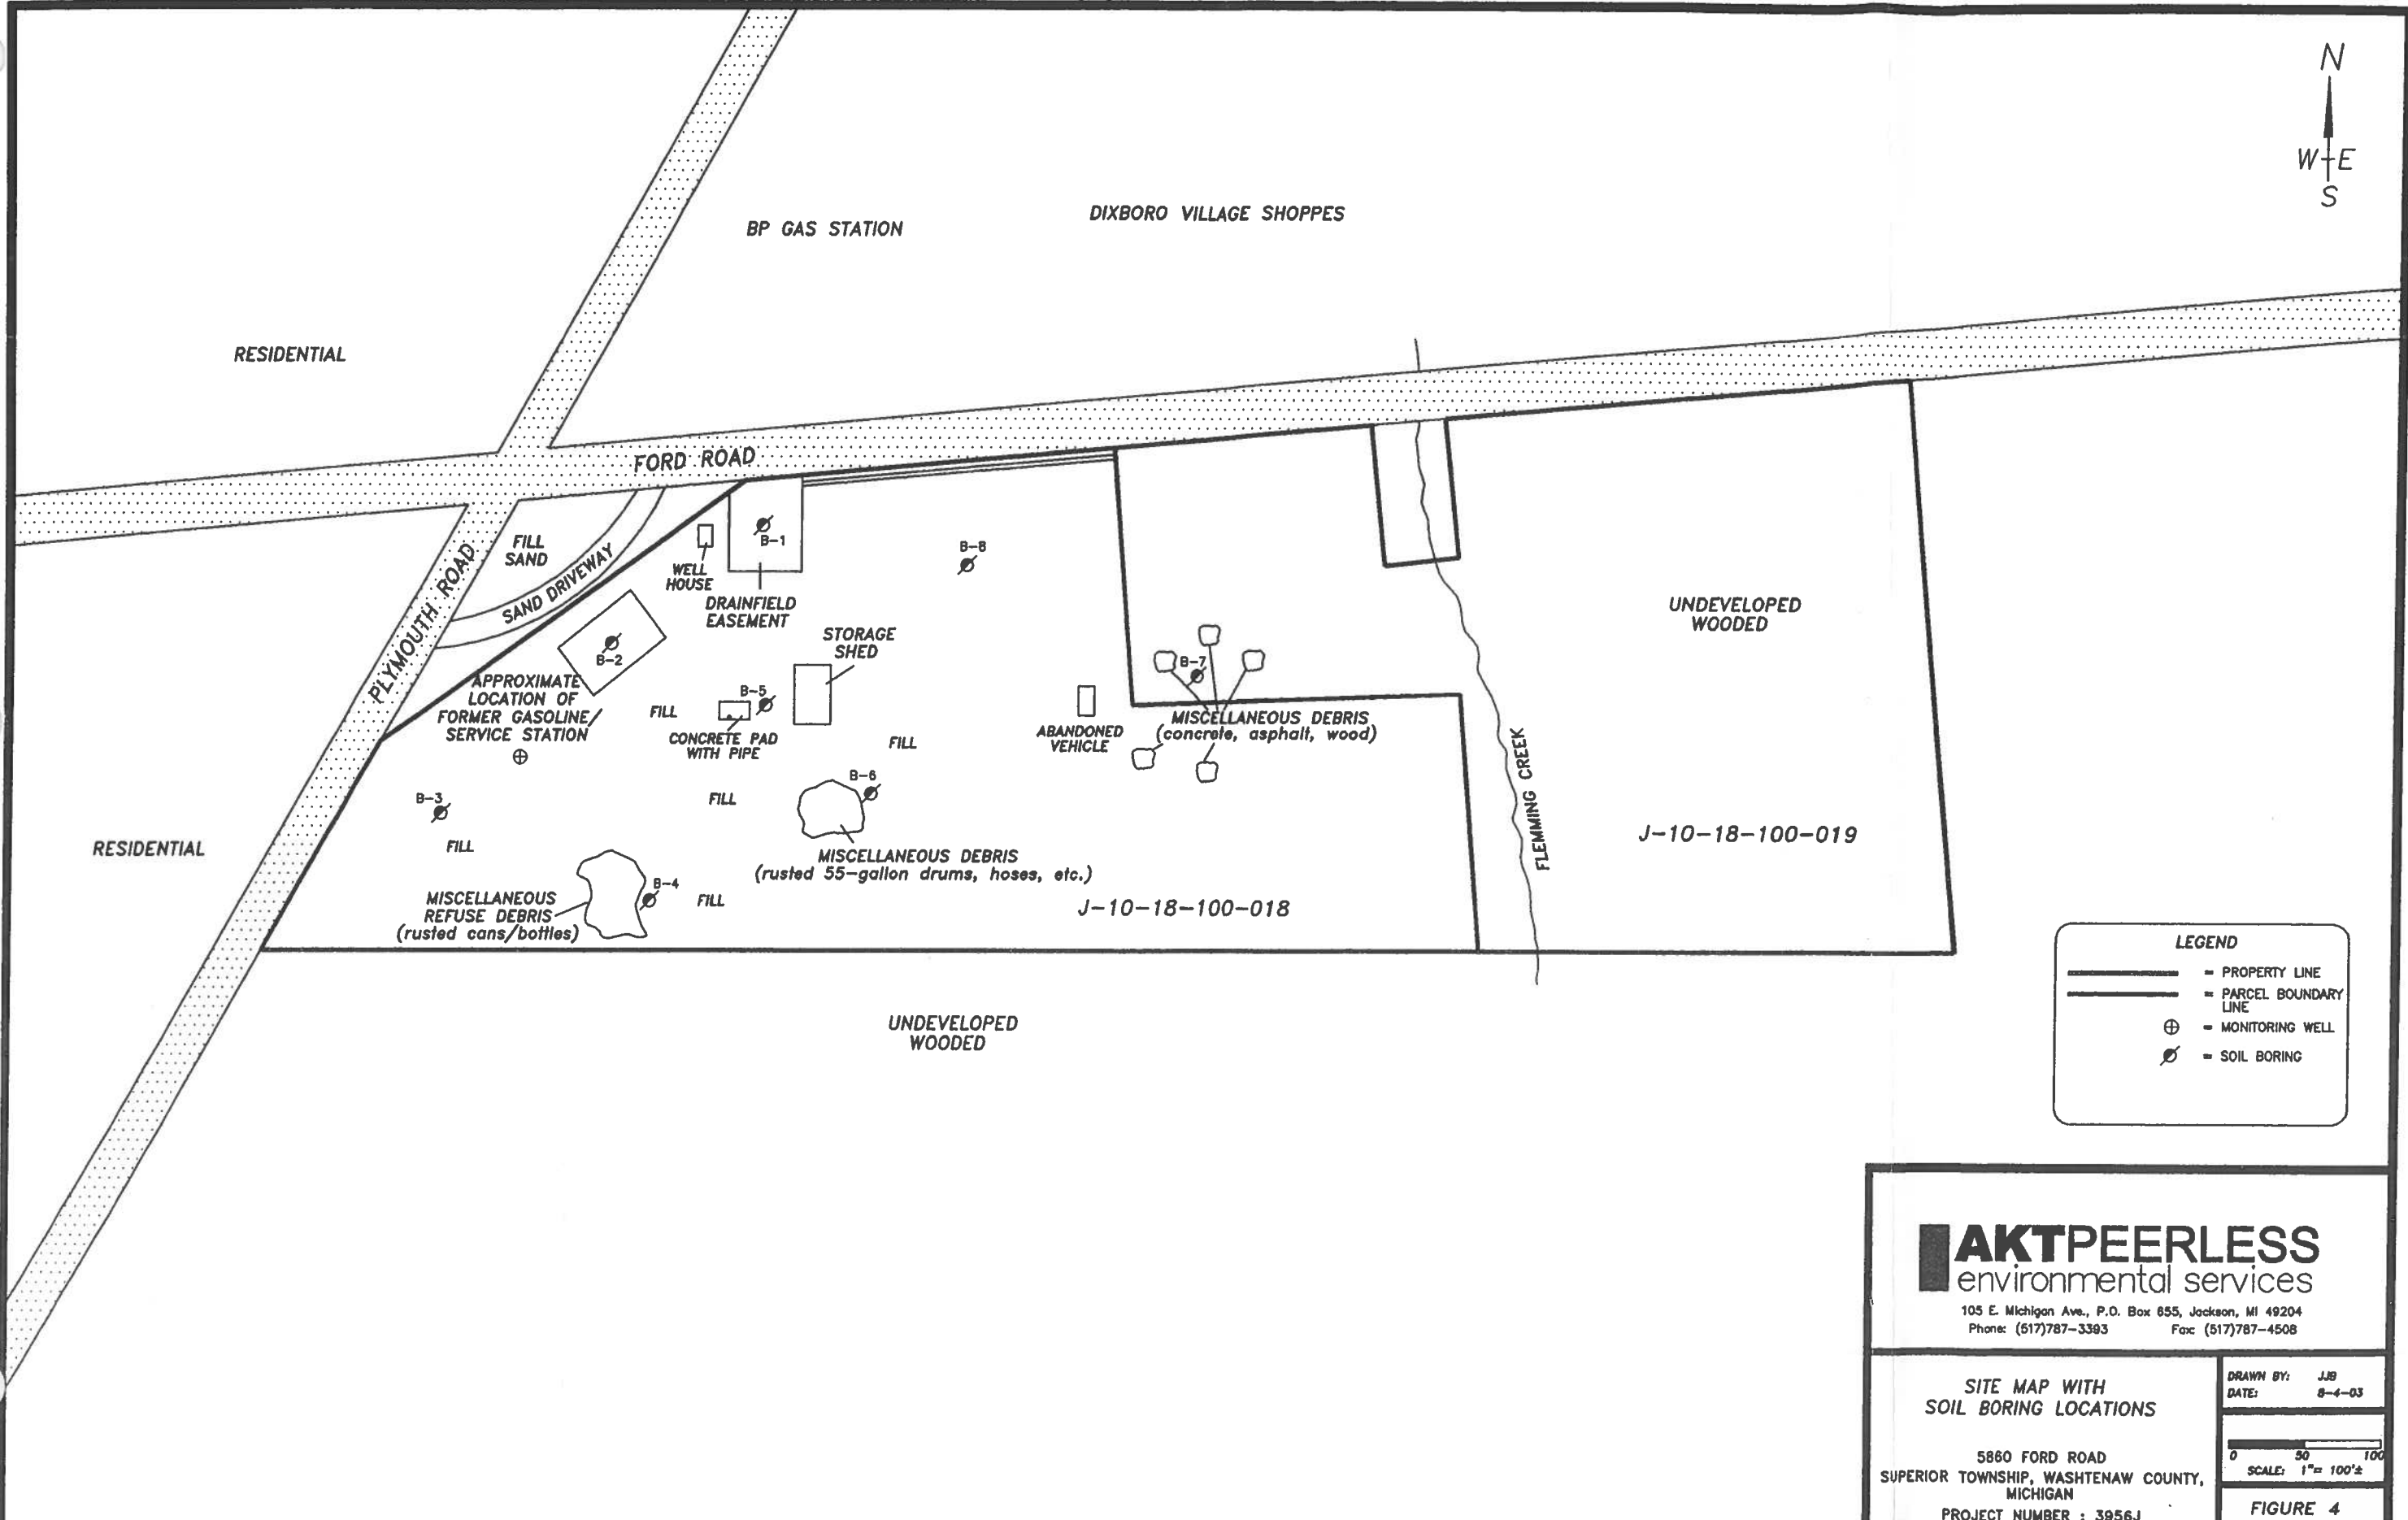 N
W E
S
BP GAS STATION
DIXBORO VILLAGE SHOPPES
RESIDENTIAL
FORD ROAD
PLYMOUTH ROAD
FILL
SAND
SAND DRIVEWAY
WELL
HOUSE
B-1
DRAINFIELD
EASEMENT
B-8
B-2
APPROXIMATE
LOCATION OF
FORMER GASOLINE/
SERVICE STATION
STORAGE
SHED
B-5
FILL
CONCRETE PAD
WITH PIPE
FILL
ABANDONED
VEHICLE
B-7
MISCELLANEOUS DEBRIS
(concrete, asphalt, wood)
UNDEVELOPED
WOODED
FLEMMING CREEK
J-10-18-100-019
B-3
FILL
RESIDENTIAL
FILL
B-6
MISCELLANEOUS DEBRIS
(rusted 55-gallon drums, hoses, etc.)
B-4
FILL
MISCELLANEOUS
REFUSE DEBRIS
(rusted cans/bottles)
J-10-18-100-018
UNDEVELOPED
WOODED
LEGEND
= PROPERTY LINE
= PARCEL BOUNDARY
LINE
= MONITORING WELL
= SOIL BORING
AKTPEERLESS
environmental services
105 E. Michigan Ave., P.O. Box 655, Jackson, MI 49204
Phone: (517)787-3393 Fax: (517)787-4508
SITE MAP WITH
SOIL BORING LOCATIONS
5860 FORD ROAD
SUPERIOR TOWNSHIP, WASHTENAW COUNTY,
MICHIGAN
PROJECT NUMBER : 3956J
DRAWN BY: JJB
DATE: 8-4-03
0 50 100
SCALE: 1"= 100'±
FIGURE 4